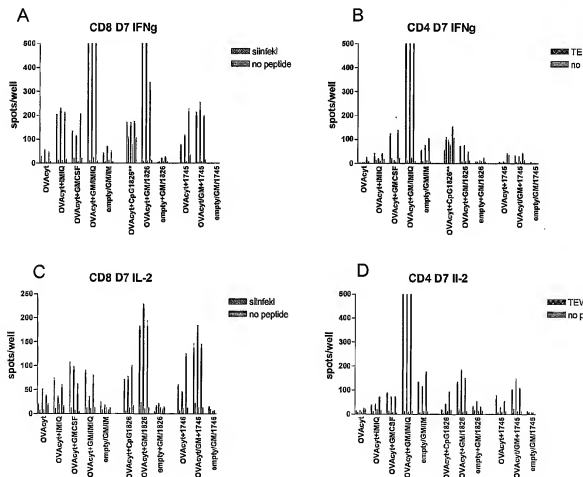 A
CD8 D7 IFNg
siinfekl
no peptide
spots/well
500
400
300
200
100
0
OVAcyt
OVAcyt+IMIQ
OVAcyt+GMCSF
OVAcyt+GM/IMIQ
empty/GM/IM
OVAcyt+CpG1826**
OVAcyt+GM/1826
empty+GM/1826
OVAcyt+1745
OVAcyt/GM+1745
empty/GM/1745
B
CD4 D7 IFNg
TEV
no
spots/well
500
400
300
200
100
0
OVAcyt
OVAcyt+IMIQ
OVAcyt+GMCSF
OVAcyt+GM/IMIQ
empty/GM/IM
OVAcyt+CpG1826**
OVAcyt+GM/1826
empty+GM/1826
OVAcyt+1745
OVAcyt/GM+1745
empty/GM/1745
C
CD8 D7 IL-2
siinfekl
no peptide
spots/well
250
200
150
100
50
0
OVAcyt
OVAcyt+IMIQ
OVAcyt+GMCSF
OVAcyt+GM/IMIQ
empty/GM/IM
OVAcyt+CpG1826
OVAcyt+GM/1826
empty+GM/1826
OVAcyt+1745
OVAcyt/GM+1745
empty/GM/1745
D
CD4 D7 Il-2
TEV
no p
spots/well
300
200
100
0
OVAcyt
OVAcyt+IMIQ
OVAcyt+GMCSF
OVAcyt+GM/IMIQ
empty/GM/IM
OVAcyt+CpG1826
OVAcyt+GM/1826
empty+GM/1826
OVAcyt+1745
OVAcyt/GM+1745
empty/GM/1745